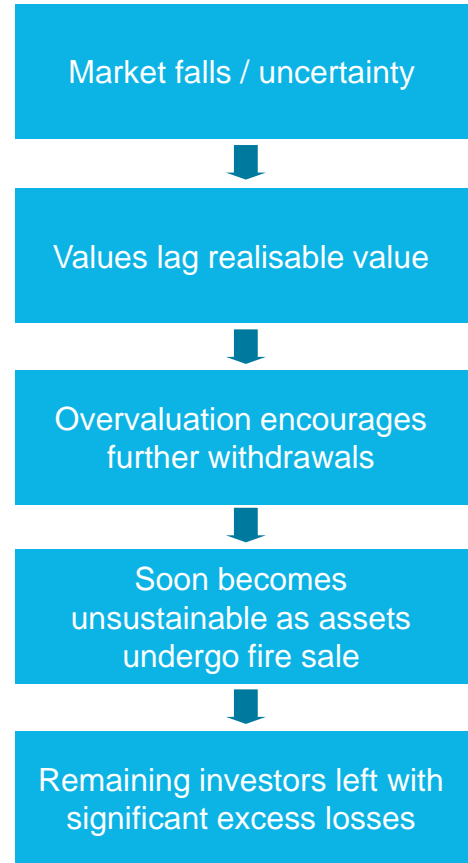 Market falls / uncertainty
Values lag realisable value
Overvaluation encourages
further withdrawals
Soon becomes
unsustainable as assets
undergo fire sale
Remaining investors left with
significant excess losses